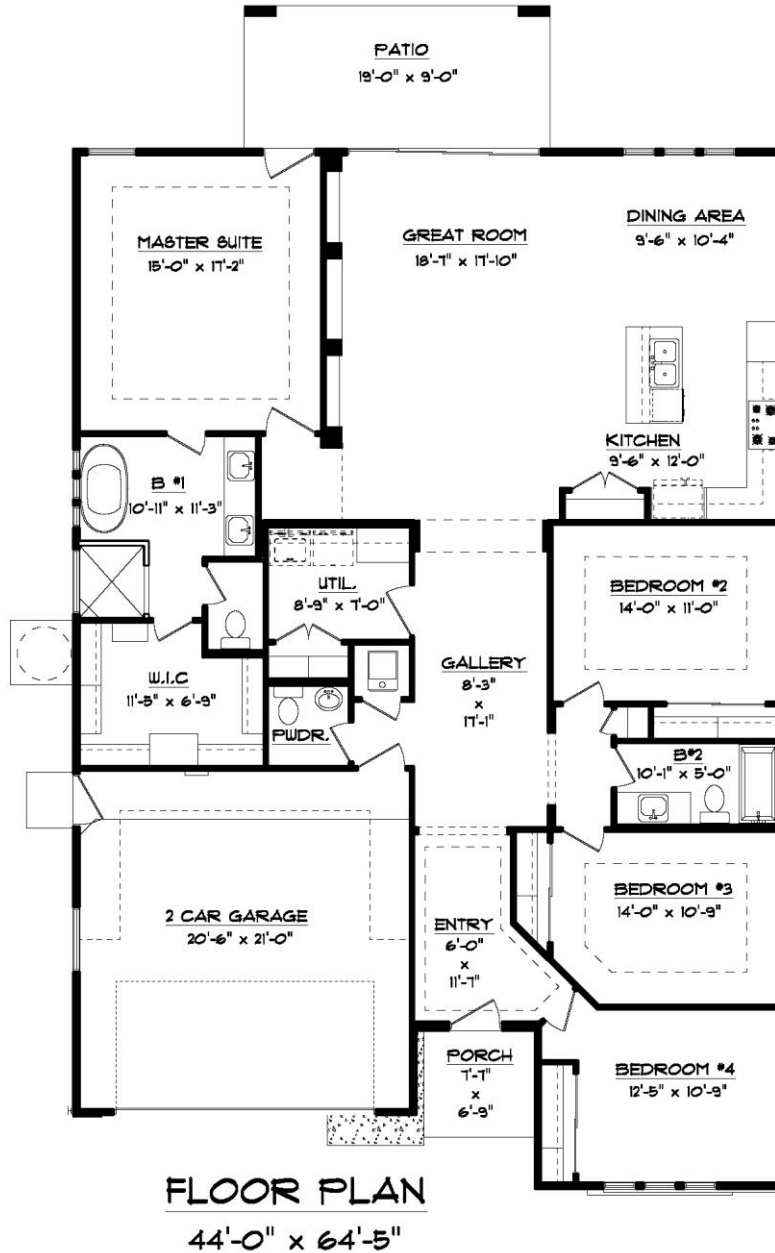 PATIO
19'-0" x 9'-0"
MASTER SUITE
15'-0" x 17'-2"
GREAT ROOM
18'-7" x 17'-10"
DINING AREA
9'-6" x 10'-4"
KITCHEN
9'-6" x 12'-0"
B #1
10'-11" x 11'-3"
UTIL.
8'-9" x 7'-0"
BEDROOM #2
14'-0" x 11'-0"
GALLERY
8'-3"
x
17'-1"
W.I.C
11'-5" x 6'-9"
PWDR.
B#2
10'-1" x 5'-0"
2 CAR GARAGE
20'-6" x 21'-0"
ENTRY
6'-0"
x
11'-7"
BEDROOM #3
14'-0" x 10'-9"
PORCH
7'-7"
x
6'-9"
BEDROOM #4
12'-5" x 10'-9"
FLOOR PLAN
44'-0" x 64'-5"